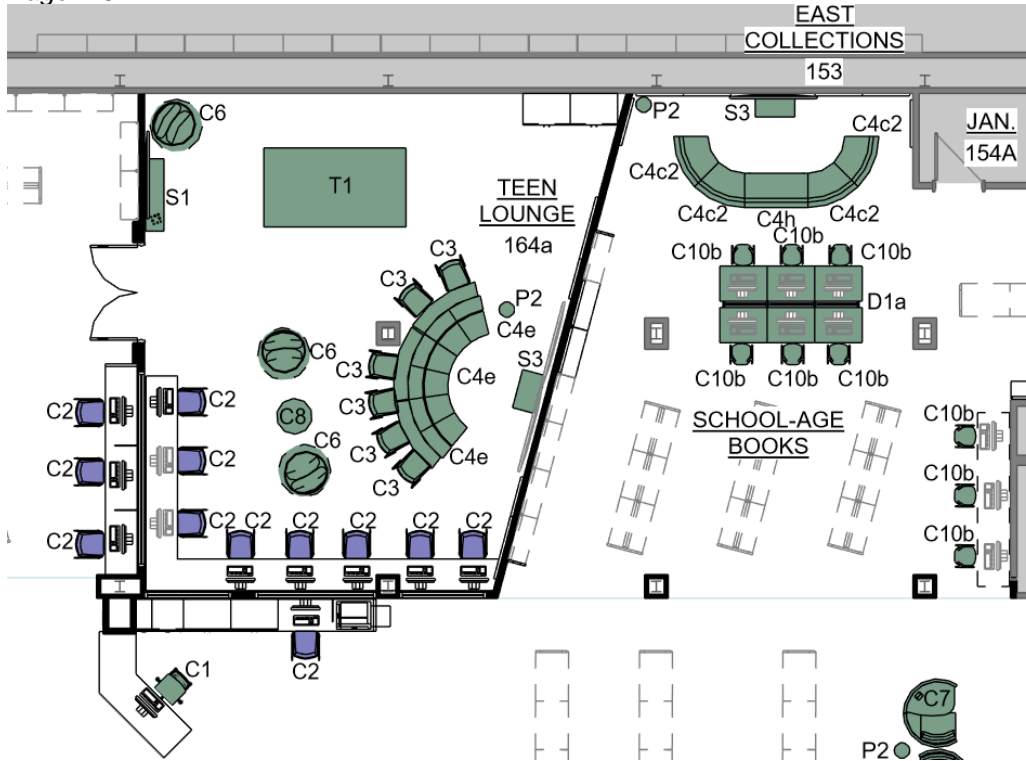 EAST
COLLECTIONS
153
C6
P2
S3
C4c2
JAN.
154A
C4c2
S1
T1
TEEN
LOUNGE
164a
C4c2
C4h
C4c2
C10b
C10b
C10b
C3
C3
P2
D1a
C4e
C6
C3
S3
C4e
C10b
C10b
C10b
C2
C2
C8
C3
SCHOOL-AGE
BOOKS
C10b
C6
C3
C4e
C2
C2
C3
C10b
C2
C2
C2
C2
C2
C2
C2
C10b
C2
C1
C7
P2